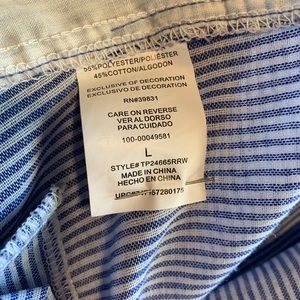 55%POLYESTER/POLIÉSTER
45%COTTON/ALGODON
EXCLUSIVE OF DECORATION
EXCLUSIVE OF DECORATION
RN#39831
CARE ON REVERSE
VER AL DORSO
PARA CUIDADO
100-00049581
L
STYLE# TP24665RRW
MADE IN CHINA
HECHO EN CHINA